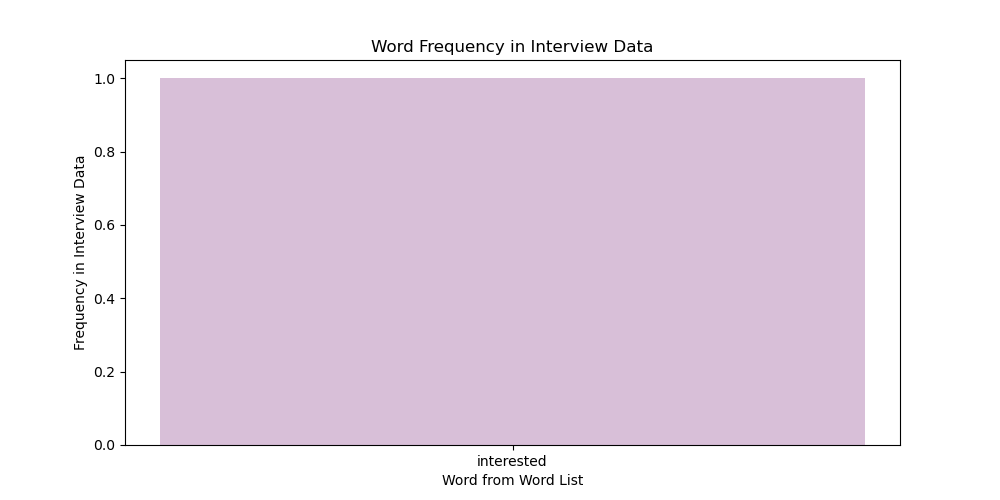 Word Frequency in Interview Data
Frequency in Interview Data
1.0
0.8
0.6
0.4
0.2
0.0
interested
Word from Word List